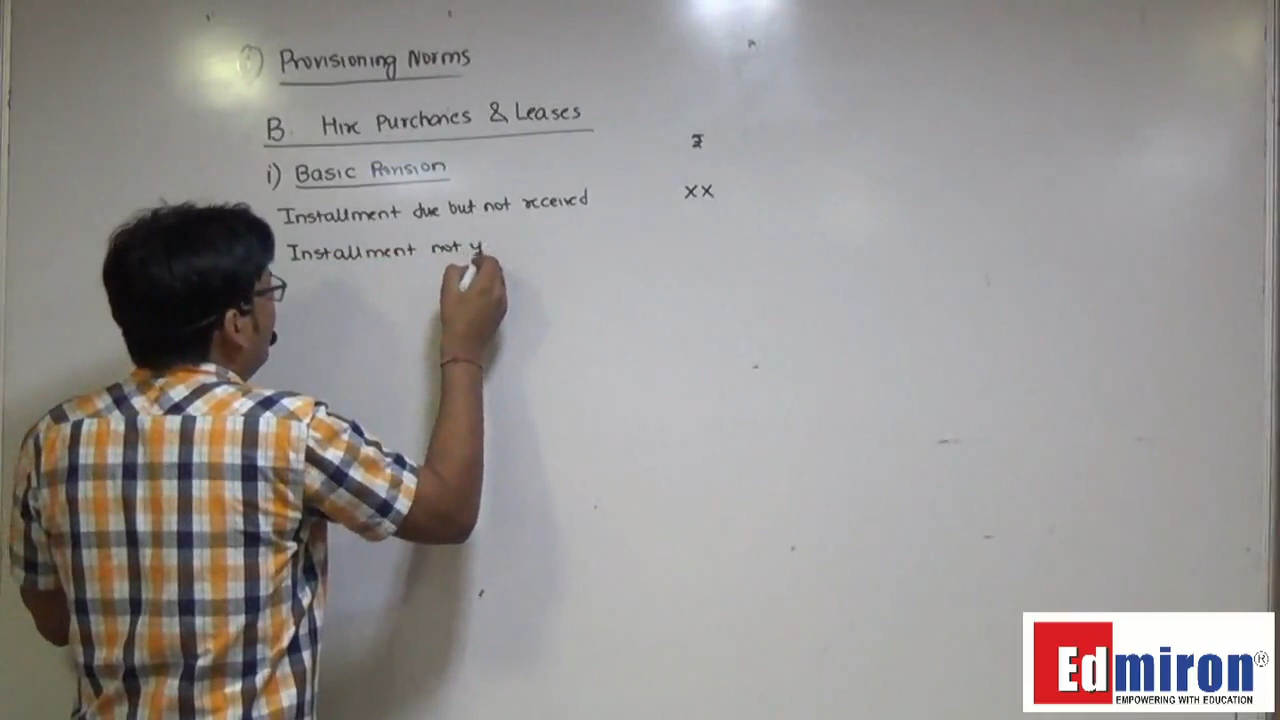 i) Provisioning Norms
B. Hire Purchases & Leases
₹
i) Basic Provision
Installment due but not received xx
Installment not y
Edmiron®
EMPOWERING WITH EDUCATION